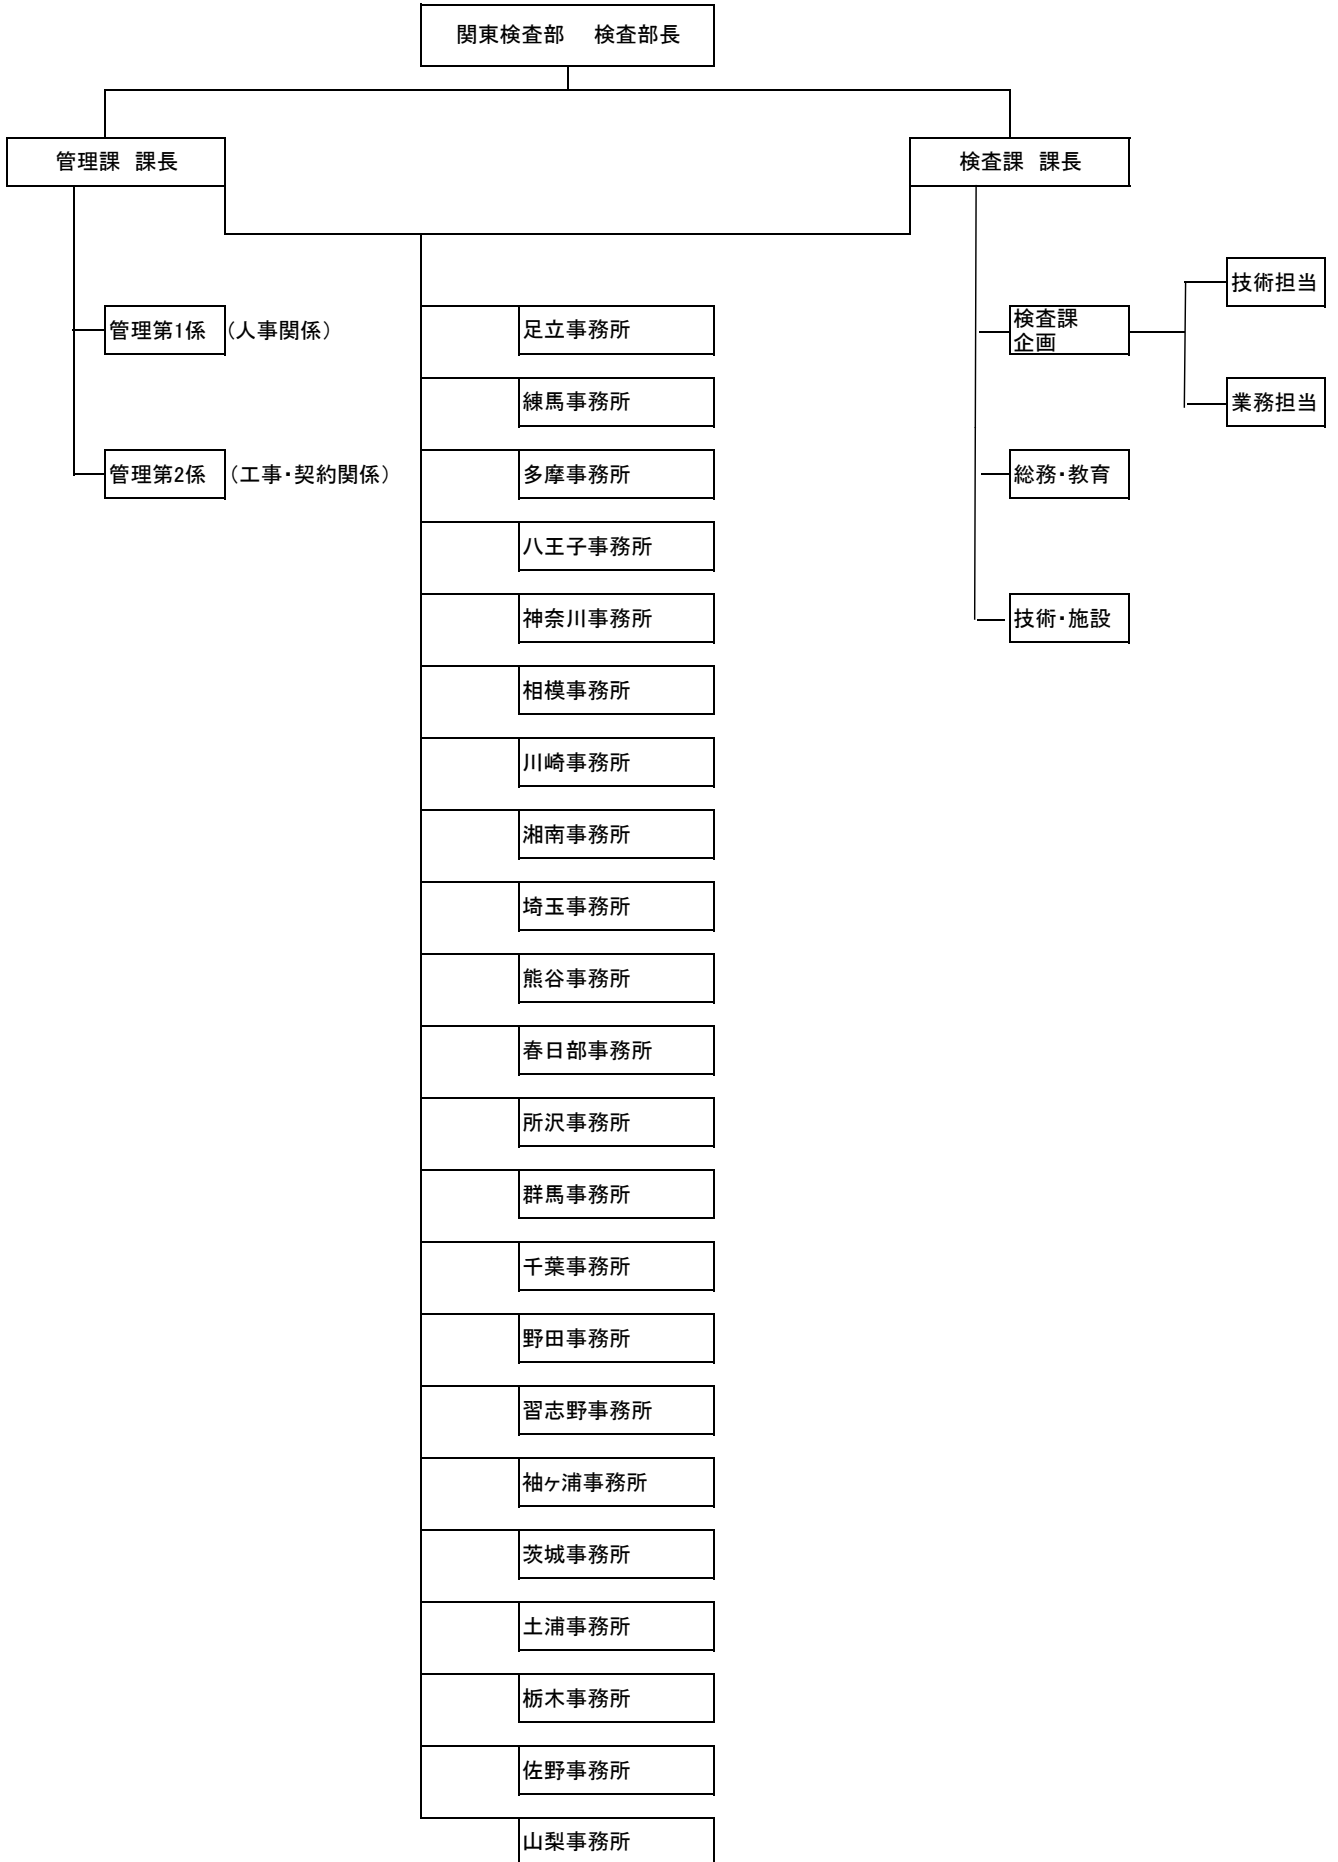 関東検査部　検査部長
管理課　課長
検査課　課長
技術担当
管理第1係　（人事関係）
足立事務所
検査課
企画
練馬事務所
業務担当
管理第2係　（工事・契約関係）
多摩事務所
総務・教育
八王子事務所
神奈川事務所
技術・施設
相模事務所
川崎事務所
湘南事務所
埼玉事務所
熊谷事務所
春日部事務所
所沢事務所
群馬事務所
千葉事務所
野田事務所
習志野事務所
袖ヶ浦事務所
茨城事務所
土浦事務所
栃木事務所
佐野事務所
山梨事務所